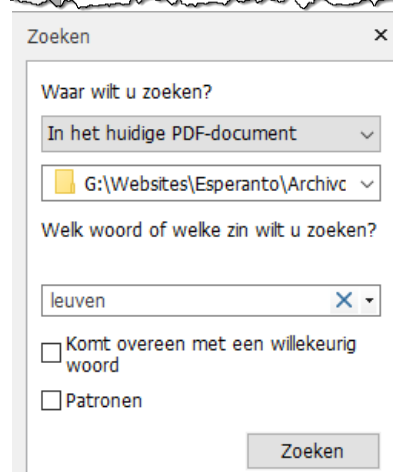 Zoeken
Waar wilt u zoeken?
In het huidige PDF-document
G:\Websites\Esperanto\Archivo
Welk woord of welke zin wilt u zoeken?
leuven
Komt overeen met een willekeurig
woord
Patronen
Zoeken